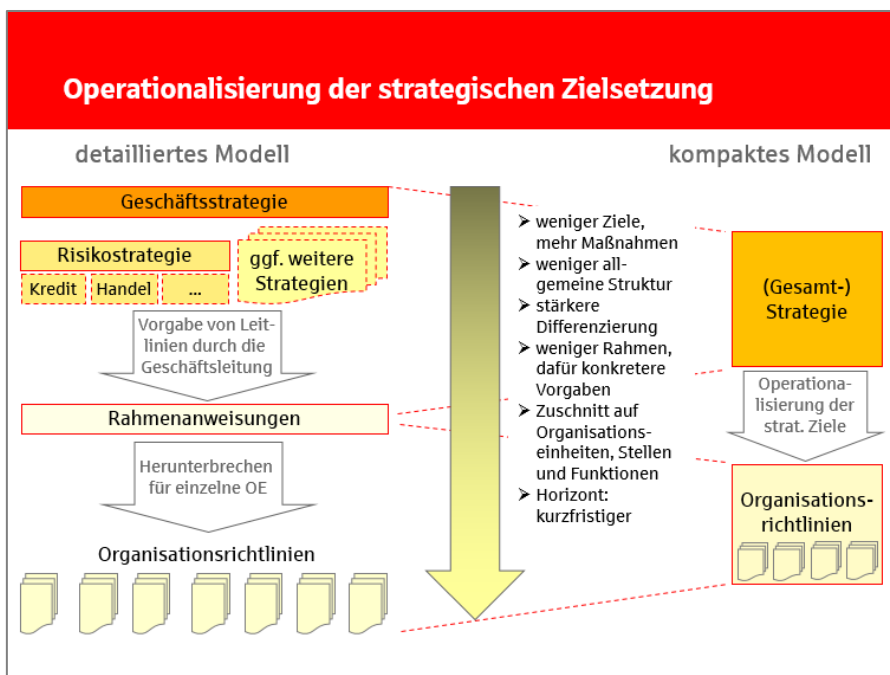 Operationalisierung der strategischen Zielsetzung
detailliertes Modell
kompaktes Modell
Geschäftsstrategie
Risikostrategie
Kredit
Handel
...
ggf. weitere
Strategien
Vorgabe von Leit-
linien durch die
Geschäftsleitung
Rahmenanweisungen
Herunterbrechen
für einzelne OE
Organisationsrichtlinien
➢ weniger Ziele,
mehr Maßnahmen
➢ weniger all-
gemeine Struktur
➢ stärkere
Differenzierung
➢ weniger Rahmen,
dafür konkretere
Vorgaben
➢ Zuschnitt auf
Organisations-
einheiten, Stellen
und Funktionen
➢ Horizont:
kurzfristiger
(Gesamt-)
Strategie
Operationa-
lisierung der
strat. Ziele
Organisations-
richtlinien